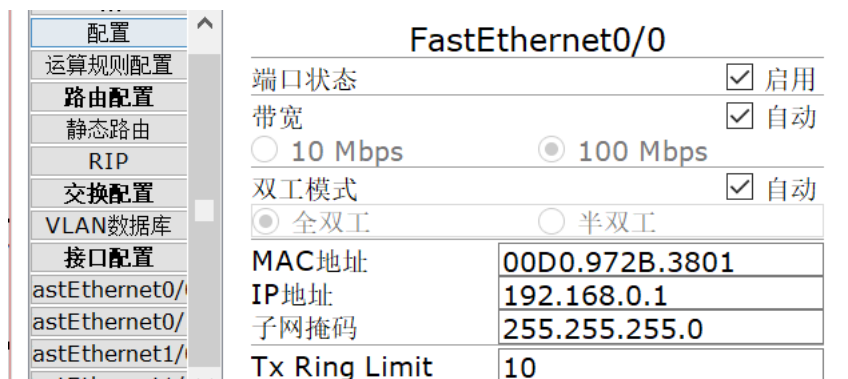 配置
运算规则配置
路由配置
静态路由
RIP
交换配置
VLAN数据库
接口配置
astEthernet0/
astEthernet0/
astEthernet1/
FastEthernet0/0
端口状态 启用
带宽 自动
10 Mbps 100 Mbps
双工模式 自动
全双工 半双工
MAC地址 00D0.972B.3801
IP地址 192.168.0.1
子网掩码 255.255.255.0
Tx Ring Limit 10